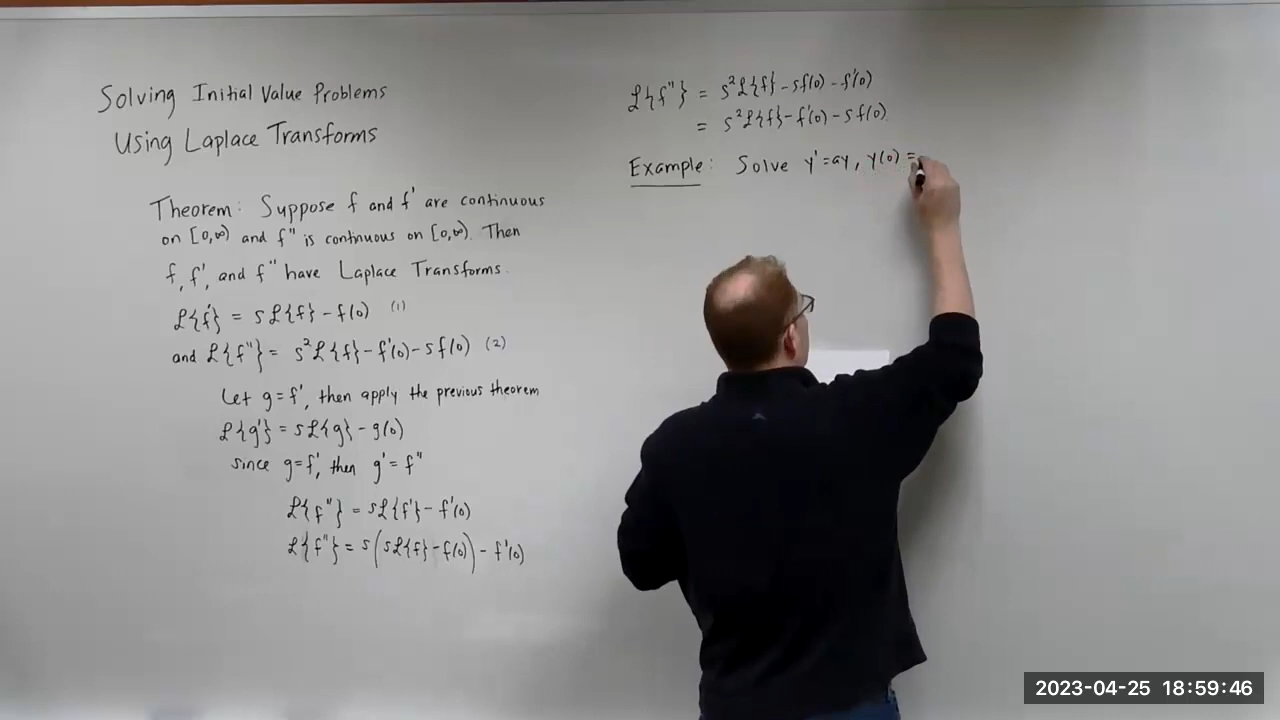 Solving Initial Value Problems
Using Laplace Transforms
Theorem: Suppose f and f' are continuous
on [0,∞) and f" is continuous on [0,∞). Then
f, f', and f" have Laplace Transforms.
ℒ{f'} = sℒ{f} - f(0) (1)
and ℒ{f"} = s²ℒ{f} - f'(0) - sf(0) (2)
Let g = f', then apply the previous theorem
ℒ{g'} = sℒ{g} - g(0)
since g = f', then g' = f"
ℒ{f"} = sℒ{f'} - f'(0)
ℒ{f"} = s(sℒ{f} - f(0)) - f'(0)
ℒ{f"} = s²ℒ{f} - sf(0) - f'(0)
= s²ℒ{f} - f'(0) - sf(0)
Example: Solve y' = ay, y(0) =
2023-04-25 18:59:46